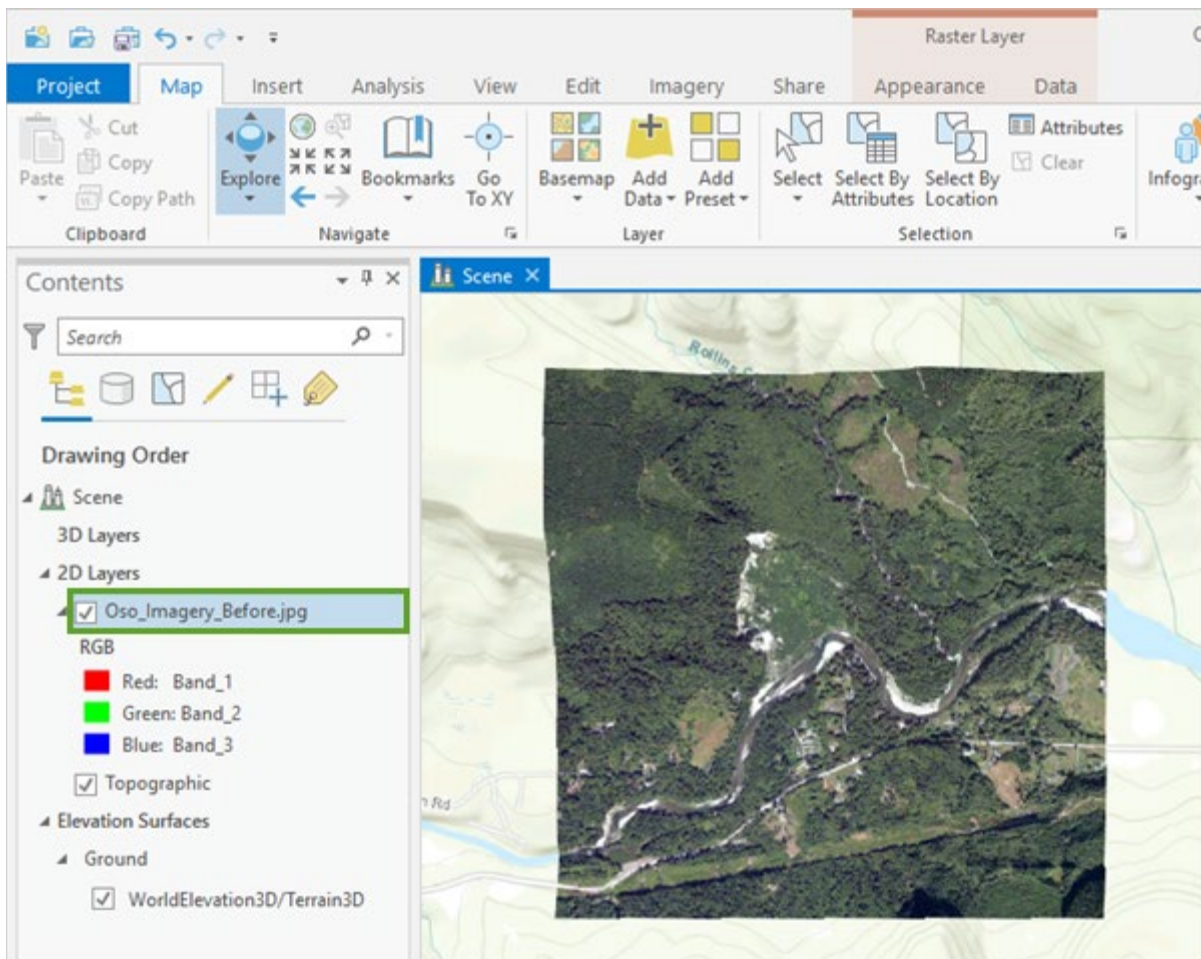 Raster Layer
Project Map Insert Analysis View Edit Imagery Share Appearance Data
Cut
Copy
Copy Path
Paste
Explore
Bookmarks
Go To XY
Basemap
Add Data
Add Preset
Select
Select By Attributes
Select By Location
Attributes
Clear
Clipboard Navigate Layer Selection
Contents
Scene
Search
Drawing Order
Scene
3D Layers
2D Layers
Oso_Imagery_Before.jpg
RGB
Red: Band_1
Green: Band_2
Blue: Band_3
Topographic
Elevation Surfaces
Ground
WorldElevation3D/Terrain3D
Rolling
Rd